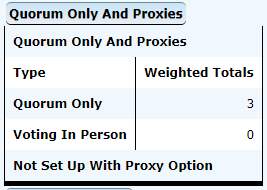 Quorum Only And Proxies
Quorum Only And Proxies
Type Weighted Totals
Quorum Only 3
Voting In Person 0
Not Set Up With Proxy Option